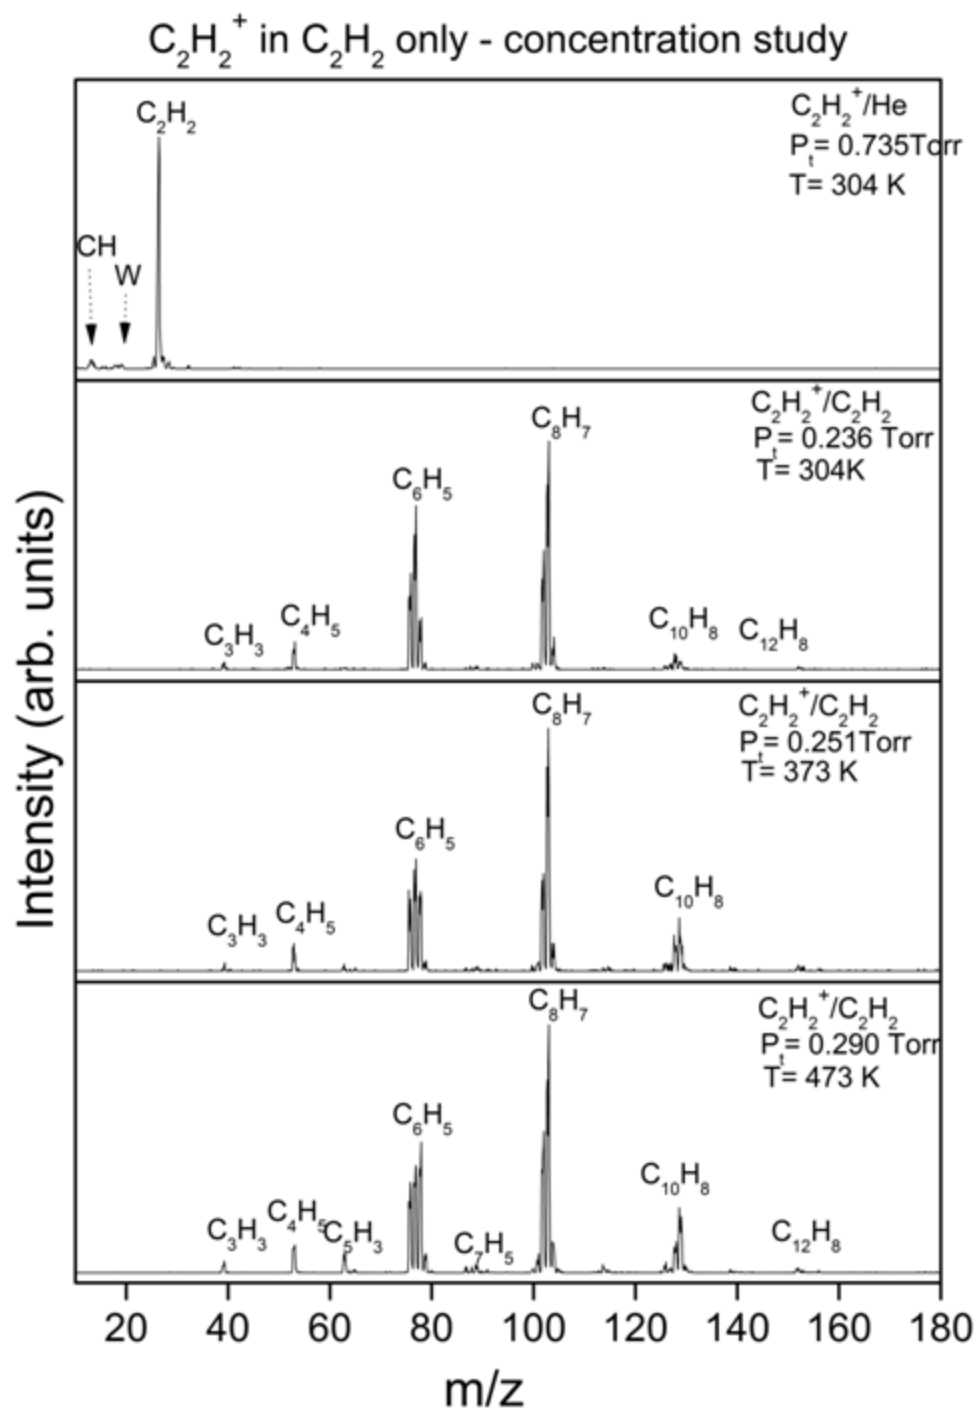 C₂H₂⁺ in C₂H₂ only - concentration study
C₂H₂
CH
W
C₂H₂⁺/He
Pₜ= 0.735Torr
T= 304 K
C₃H₃
C₄H₅
C₆H₅
C₈H₇
C₁₀H₈
C₁₂H₈
C₂H₂⁺/C₂H₂
Pₜ= 0.236 Torr
T= 304K
C₃H₃
C₄H₅
C₆H₅
C₈H₇
C₁₀H₈
C₂H₂⁺/C₂H₂
Pₜ= 0.251Torr
T= 373 K
C₃H₃
C₄H₅
C₅H₃
C₆H₅
C₇H₅
C₈H₇
C₁₀H₈
C₁₂H₈
C₂H₂⁺/C₂H₂
Pₜ= 0.290 Torr
T= 473 K
Intensity (arb. units)
20 40 60 80 100 120 140 160 180
m/z